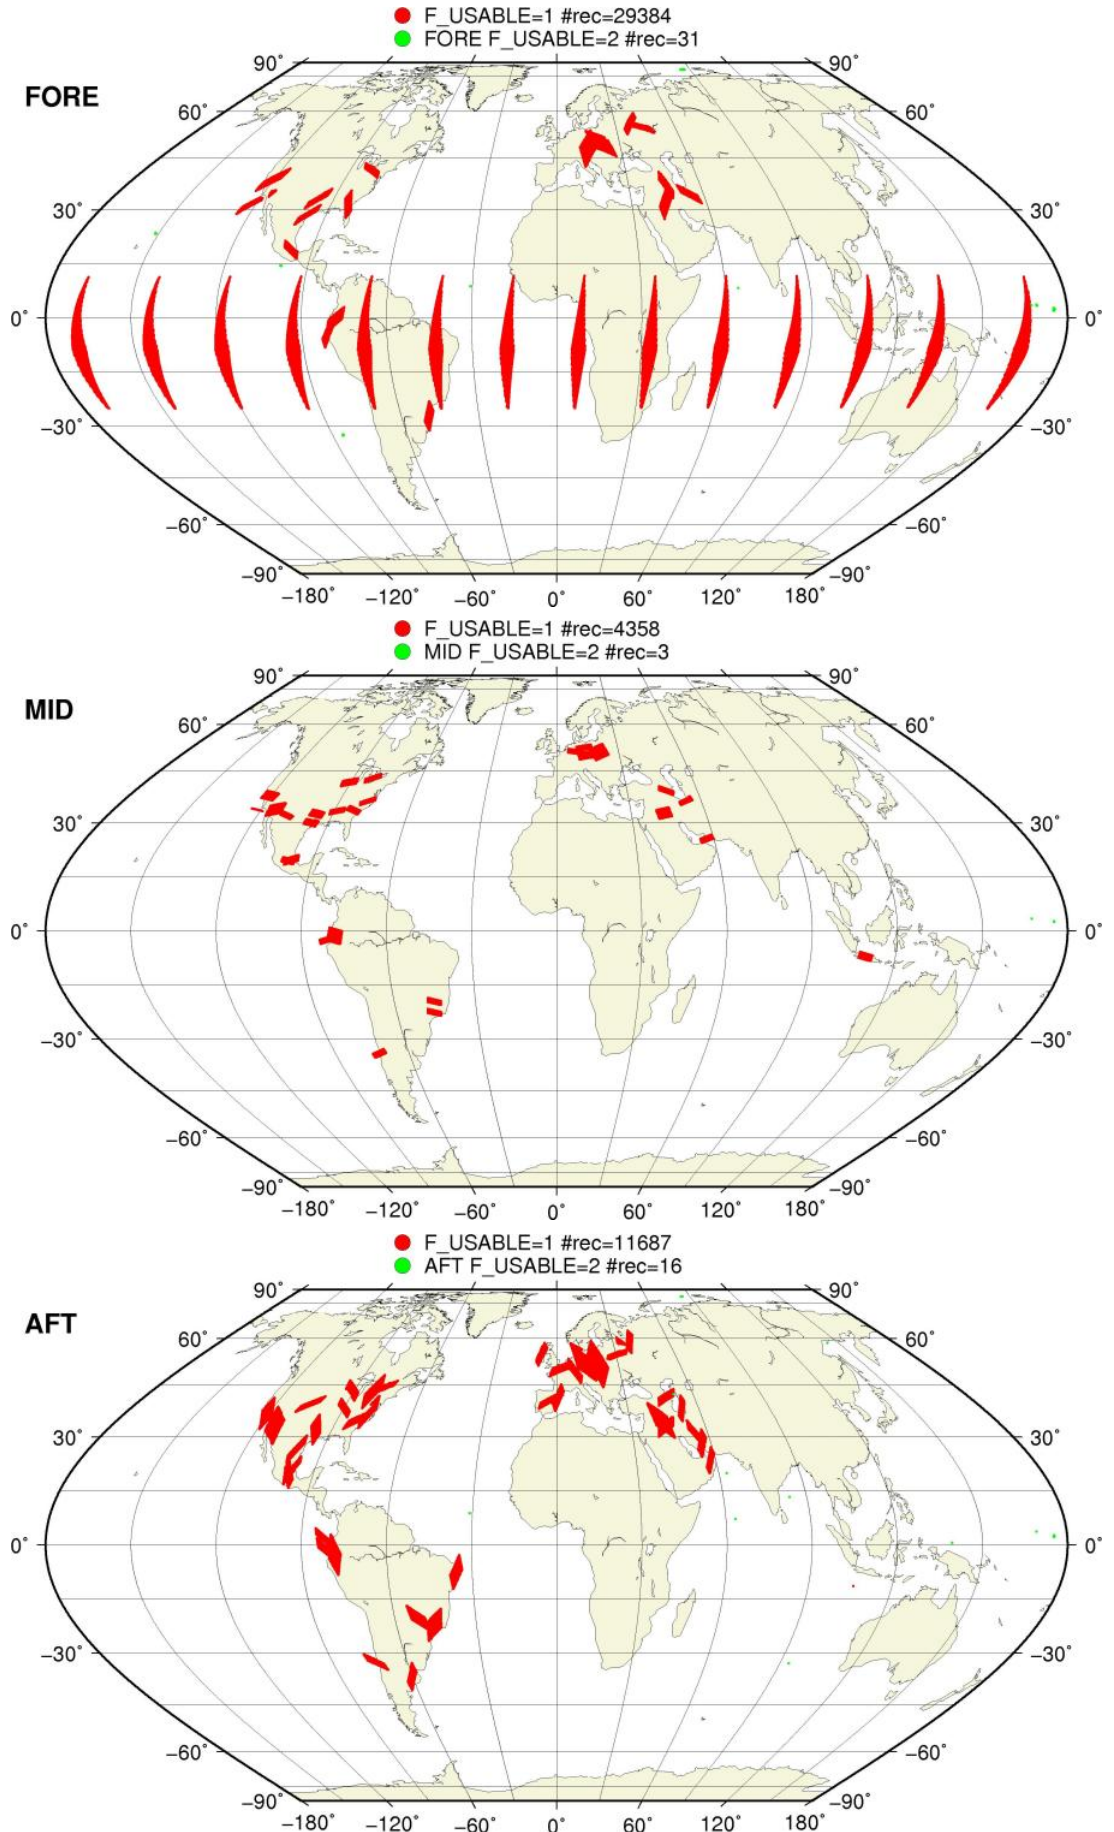 F_USABLE=1 #rec=29384
FORE F_USABLE=2 #rec=31
FORE
90° 90°
60° 60°
30° 30°
0° 0°
−30° −30°
−60° −60°
−90° −90°
−180° −120° −60° 0° 60° 120° 180°
F_USABLE=1 #rec=4358
MID F_USABLE=2 #rec=3
MID
90° 90°
60° 60°
30° 30°
0° 0°
−30° −30°
−60° −60°
−90° −90°
−180° −120° −60° 0° 60° 120° 180°
F_USABLE=1 #rec=11687
AFT F_USABLE=2 #rec=16
AFT
90° 90°
60° 60°
30° 30°
0° 0°
−30° −30°
−60° −60°
−90° −90°
−180° −120° −60° 0° 60° 120° 180°